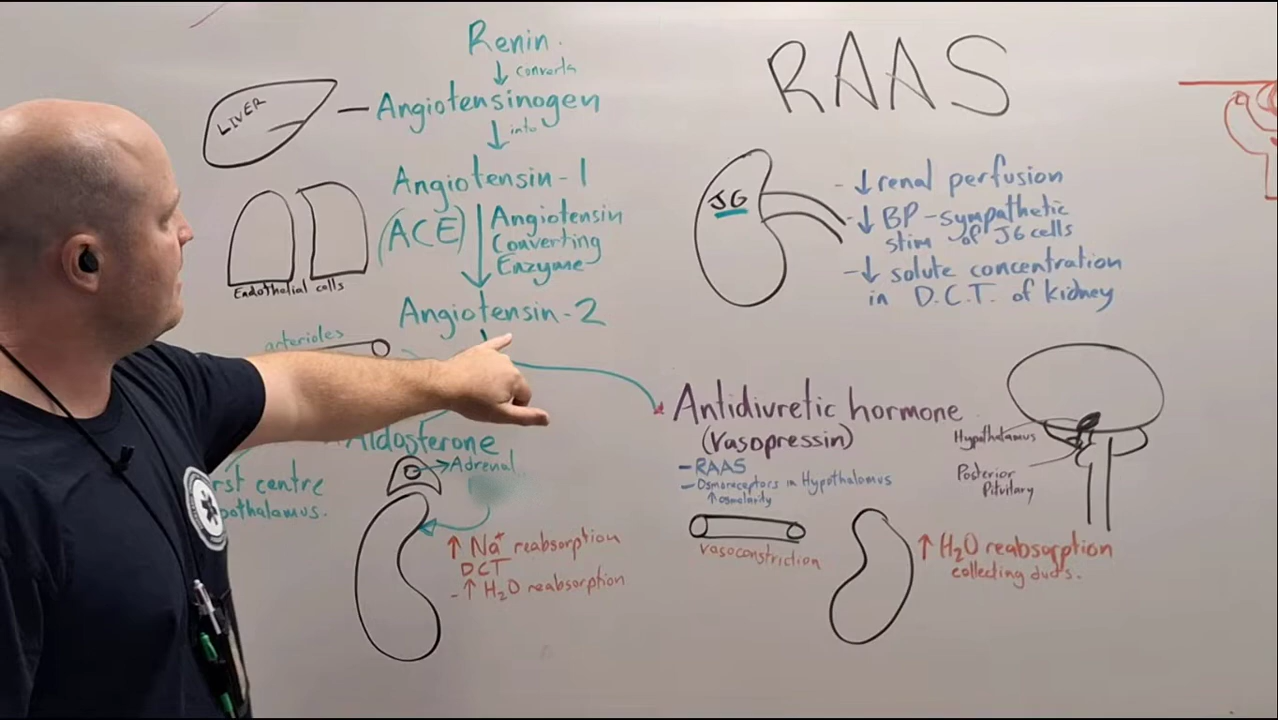 Renin.
↓ converts
LIVER
— Angiotensinogen
↓ into
Angiotensin-1
(ACE)
Angiotensin
Converting
Enzyme
Endothelial cells
Angiotensin-2
arterioles
Aldosterone
→Adrenal
centre
↑ Na⁺ reabsorption
DCT
- ↑ H₂O reabsorption
RAAS
JG
- ↓ renal perfusion
- ↓ BP - sympathetic
stim of JG cells
- ↓ solute concentration
in D.C.T. of kidney
Antidiuretic hormone
(vasopressin)
- RAAS
- Osmoreceptors in Hypothalamus
↑ osmolarity
vasoconstriction
Hypothalamus
Posterior
Pituitary
↑ H₂O reabsorption
collecting ducts.